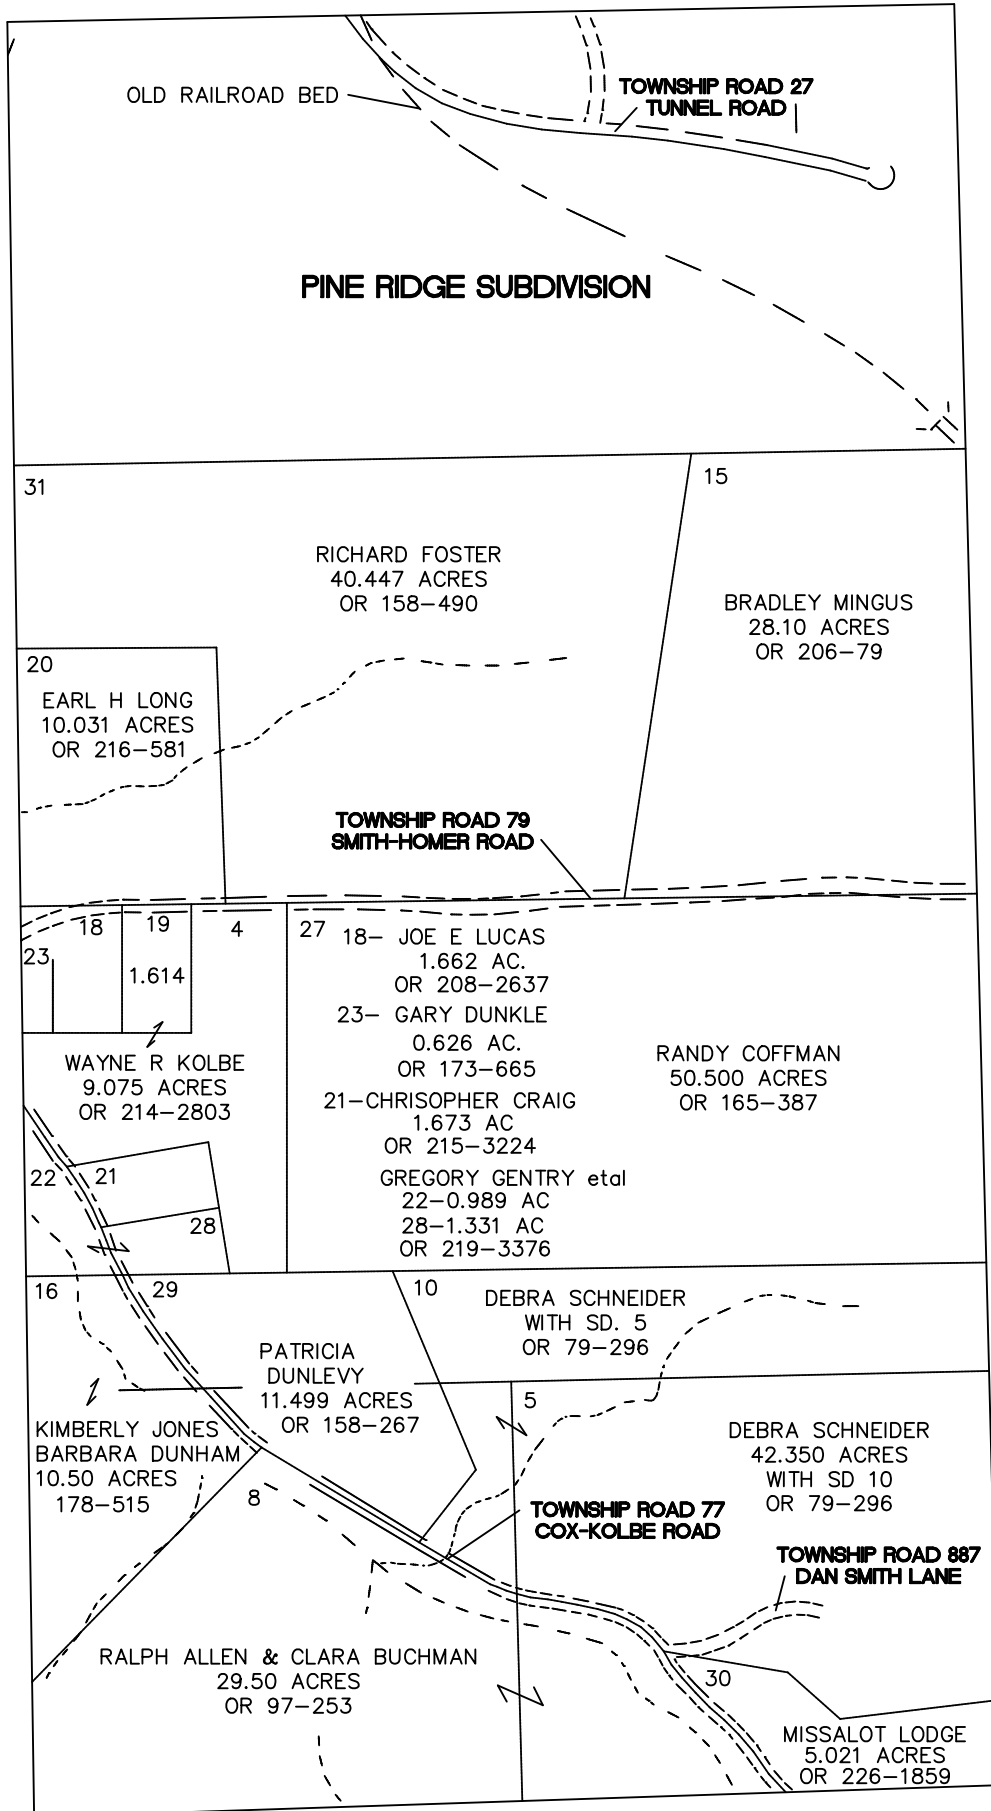 OLD RAILROAD BED
TOWNSHIP ROAD 27
TUNNEL ROAD
PINE RIDGE SUBDIVISION
31
15
RICHARD FOSTER
40.447 ACRES
OR 158-490
BRADLEY MINGUS
28.10 ACRES
OR 206-79
20
EARL H LONG
10.031 ACRES
OR 216-581
TOWNSHIP ROAD 79
SMITH-HOMER ROAD
18
19
4
27
23
1.614
18- JOE E LUCAS
1.662 AC.
OR 208-2637
23- GARY DUNKLE
0.626 AC.
OR 173-665
21-CHRISOPHER CRAIG
1.673 AC
OR 215-3224
GREGORY GENTRY etal
22-0.989 AC
28-1.331 AC
OR 219-3376
RANDY COFFMAN
50.500 ACRES
OR 165-387
WAYNE R KOLBE
9.075 ACRES
OR 214-2803
22
21
28
16
29
10
DEBRA SCHNEIDER
WITH SD. 5
OR 79-296
PATRICIA
DUNLEVY
11.499 ACRES
OR 158-267
5
KIMBERLY JONES
BARBARA DUNHAM
10.50 ACRES
178-515
DEBRA SCHNEIDER
42.350 ACRES
WITH SD 10
OR 79-296
8
TOWNSHIP ROAD 77
COX-KOLBE ROAD
TOWNSHIP ROAD 887
DAN SMITH LANE
RALPH ALLEN & CLARA BUCHMAN
29.50 ACRES
OR 97-253
30
MISSALOT LODGE
5.021 ACRES
OR 226-1859